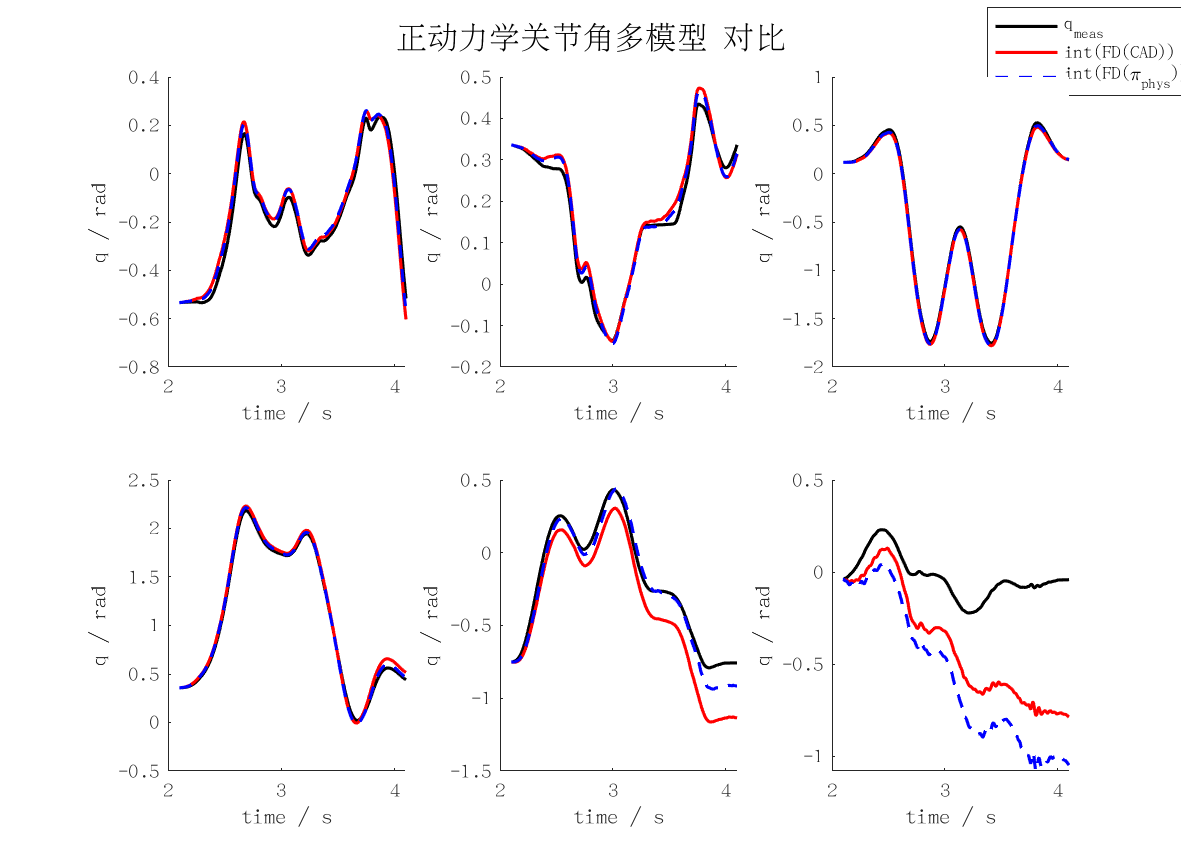 正动力学关节角多模型 对比
q_meas
int(FD(CAD))
int(FD(π_phys))
0.4
0.2
0
-0.2
-0.4
-0.6
-0.8
q / rad
2 3 4
time / s
0.5
0.4
0.3
0.2
0.1
0
-0.1
-0.2
q / rad
2 3 4
time / s
1
0.5
0
-0.5
-1
-1.5
-2
q / rad
2 3 4
time / s
2.5
2
1.5
1
0.5
0
-0.5
q / rad
2 3 4
time / s
0.5
0
-0.5
-1
-1.5
q / rad
2 3 4
time / s
0.5
0
-0.5
-1
q / rad
2 3 4
time / s